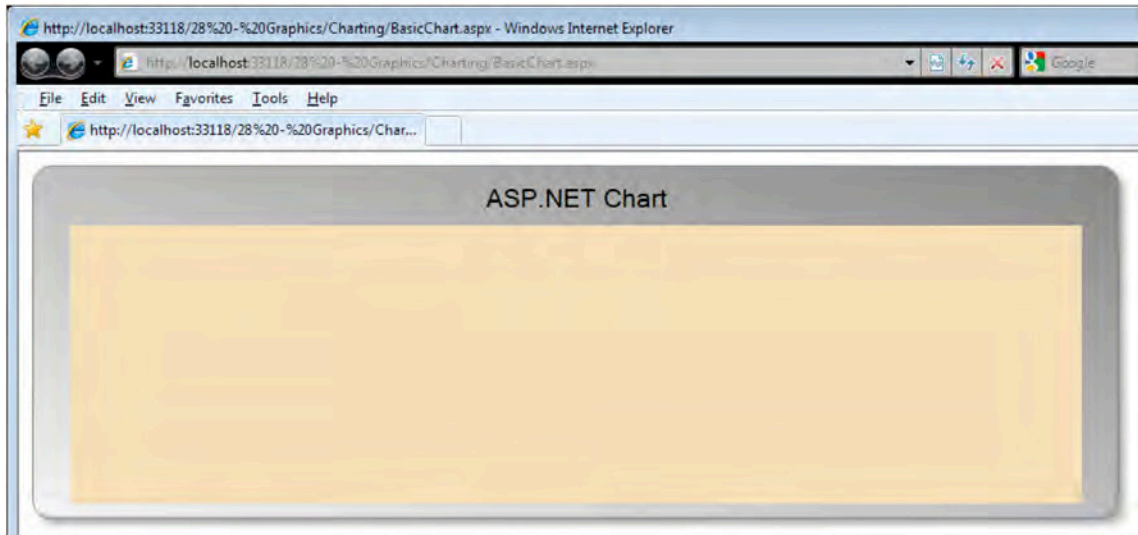 http://localhost:33118/28%20-%20Graphics/Charting/BasicChart.aspx - Windows Internet Explorer
http://localhost:33118/28%20-%20Graphics/Charting/BasicChart.aspx
Google
File Edit View Favorites Tools Help
http://localhost:33118/28%20-%20Graphics/Char...
ASP.NET Chart